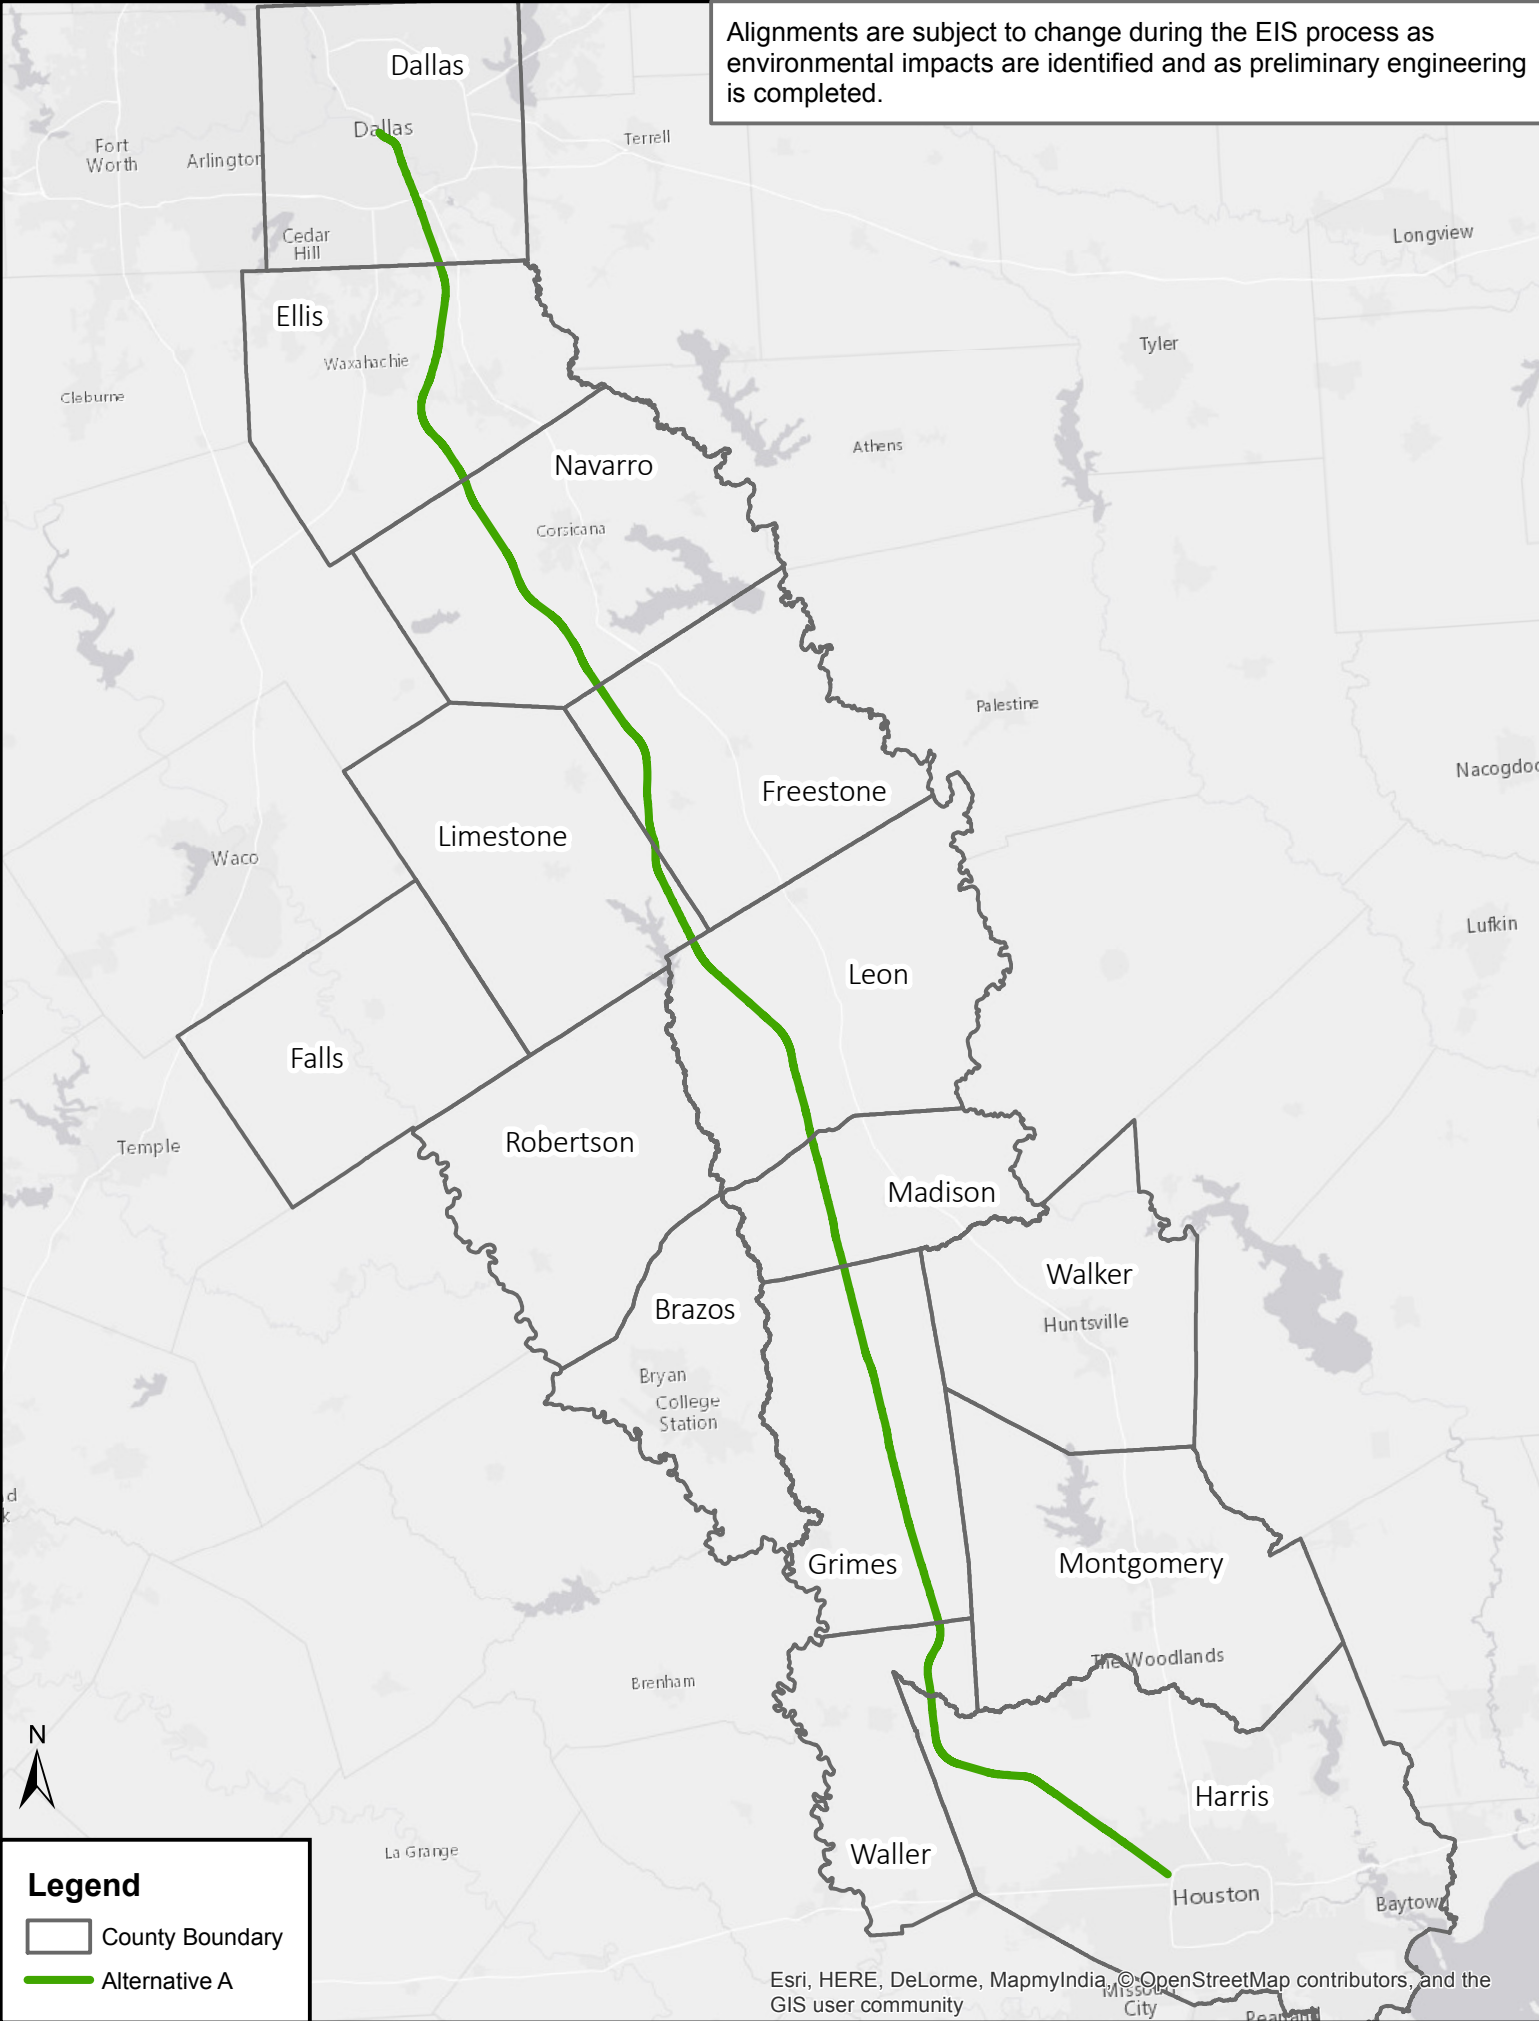 Alignments are subject to change during the EIS process as
environmental impacts are identified and as preliminary engineering
is completed.
Dallas
Dallas
Fort
Worth
Arlington
Terrell
Cedar
Hill
Longview
Ellis
Waxahachie
Tyler
Cleburne
Athens
Navarro
Corsicana
Palestine
Nacogdoc
Freestone
Limestone
Waco
Lufkin
Leon
Falls
Temple
Robertson
Madison
Walker
Huntsville
Brazos
Bryan
College
Station
d
k
Grimes
Montgomery
The Woodlands
Brenham
N
Harris
Waller
La Grange
Houston
Baytown
Legend
County Boundary
Alternative A
Esri, HERE, DeLorme, MapmyIndia, © OpenStreetMap contributors, and the
GIS user community
Missouri
City
Pearland